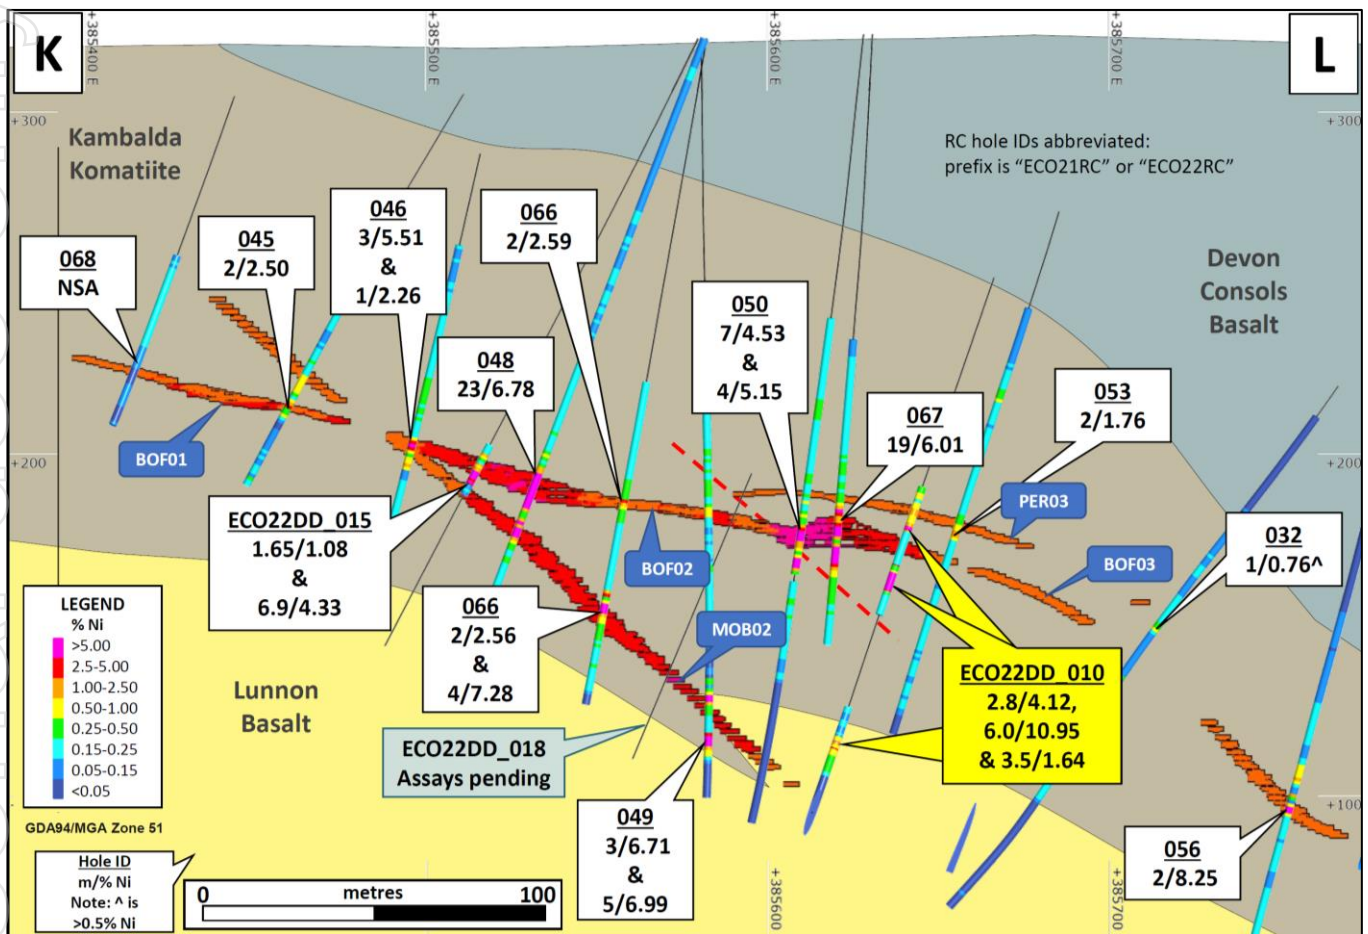 K
L
+385400 E
+385500 E
+385600 E
+385700 E
+300
+300
Kambalda
Komatiite
RC hole IDs abbreviated:
prefix is “ECO21RC” or “ECO22RC”
068
NSA
045
2/2.50
046
3/5.51
&
1/2.26
066
2/2.59
048
23/6.78
050
7/4.53
&
4/5.15
067
19/6.01
053
2/1.76
Devon
Consols
Basalt
BOF01
+200
+200
PER03
ECO22DD_015
1.65/1.08
&
6.9/4.33
BOF02
BOF03
032
1/0.76^
066
2/2.56
&
4/7.28
MOB02
ECO22DD_010
2.8/4.12,
6.0/10.95
& 3.5/1.64
LEGEND
% Ni
>5.00
2.5-5.00
1.00-2.50
0.50-1.00
0.25-0.50
0.15-0.25
0.05-0.15
<0.05
Lunnon
Basalt
ECO22DD_018
Assays pending
+100
GDA94/MGA Zone 51
049
3/6.71
&
5/6.99
056
2/8.25
Hole ID
m/% Ni
Note: ^ is
>0.5% Ni
0 metres 100
+385600
+385700